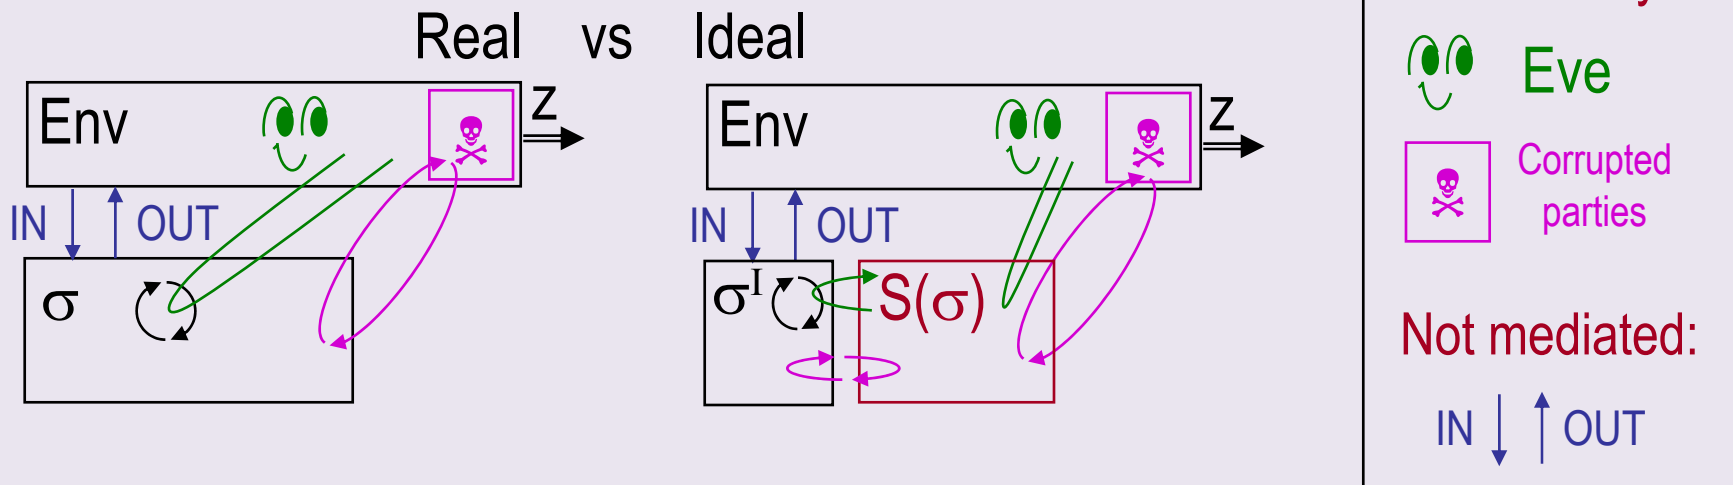 Real vs Ideal
Env
z
IN
OUT
σ
Env
z
IN
OUT
σᴵ
S(σ)
Eve
Corrupted
parties
Not mediated:
IN
OUT